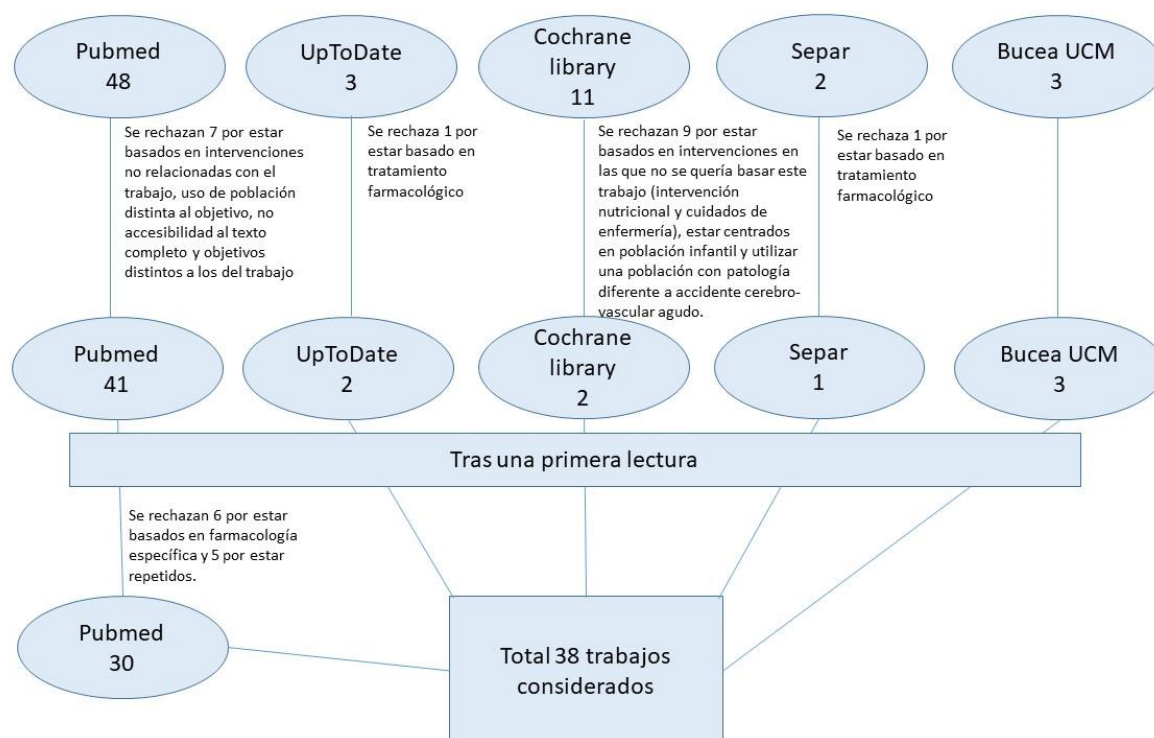 Pubmed
48
UpToDate
3
Cochrane
library
11
Separ
2
Bucea UCM
3
Se rechazan 7 por estar
basados en intervenciones
no relacionadas con el
trabajo, uso de población
distinta al objetivo, no
accesibilidad al texto
completo y objetivos
distintos a los del trabajo
Se rechaza 1 por
estar basado en
tratamiento
farmacológico
Se rechazan 9 por estar
basados en intervenciones en
las que no se quería basar este
trabajo (intervención
nutricional y cuidados de
enfermería), estar centrados
en población infantil y utilizar
una población con patología
diferente a accidente cerebro-
vascular agudo.
Se rechaza 1 por
estar basado en
tratamiento
farmacológico
Pubmed
41
UpToDate
2
Cochrane
library
2
Separ
1
Bucea UCM
3
Tras una primera lectura
Se rechazan 6 por estar
basados en farmacología
específica y 5 por estar
repetidos.
Pubmed
30
Total 38 trabajos
considerados